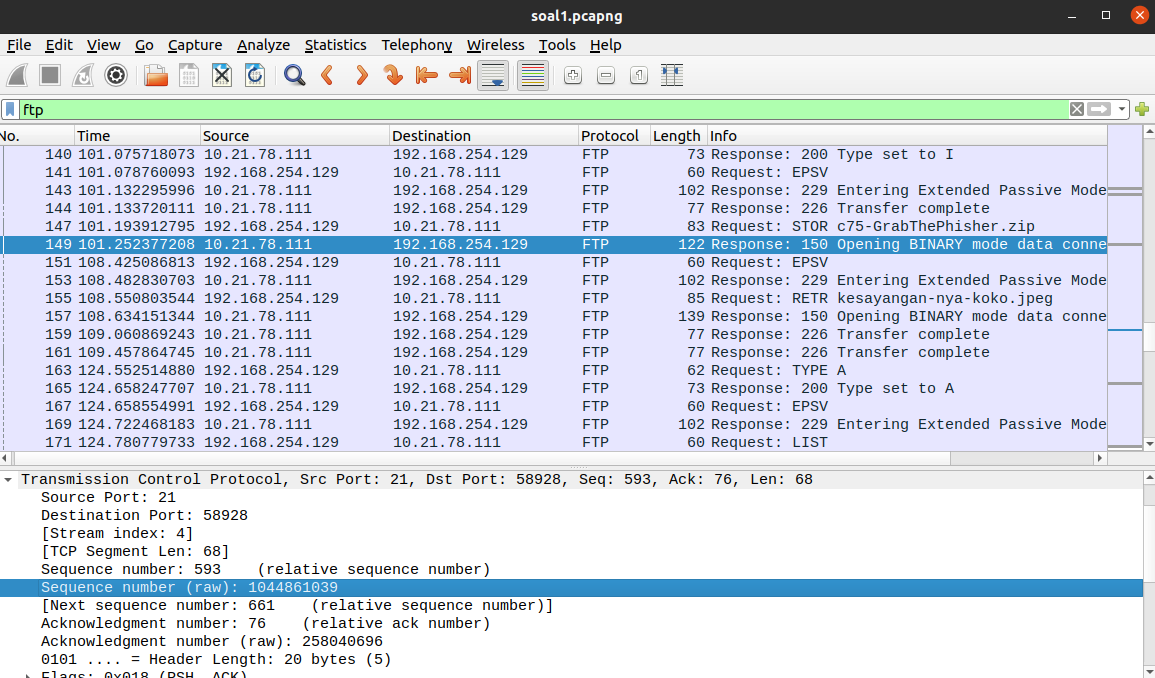 soal1.pcapng
File Edit View Go Capture Analyze Statistics Telephony Wireless Tools Help
ftp
No. Time Source Destination Protocol Length Info
140 101.075718073 10.21.78.111 192.168.254.129 FTP 73 Response: 200 Type set to I
141 101.078760093 192.168.254.129 10.21.78.111 FTP 60 Request: EPSV
143 101.132295996 10.21.78.111 192.168.254.129 FTP 102 Response: 229 Entering Extended Passive Mode
144 101.133720111 10.21.78.111 192.168.254.129 FTP 77 Response: 226 Transfer complete
147 101.193912795 192.168.254.129 10.21.78.111 FTP 83 Request: STOR c75-GrabThePhisher.zip
149 101.252377208 10.21.78.111 192.168.254.129 FTP 122 Response: 150 Opening BINARY mode data conne
151 108.425086813 192.168.254.129 10.21.78.111 FTP 60 Request: EPSV
153 108.482830703 10.21.78.111 192.168.254.129 FTP 102 Response: 229 Entering Extended Passive Mode
155 108.550803544 192.168.254.129 10.21.78.111 FTP 85 Request: RETR kesayangan-nya-koko.jpeg
157 108.634151344 10.21.78.111 192.168.254.129 FTP 139 Response: 150 Opening BINARY mode data conne
159 109.060869243 10.21.78.111 192.168.254.129 FTP 77 Response: 226 Transfer complete
161 109.457864745 10.21.78.111 192.168.254.129 FTP 77 Response: 226 Transfer complete
163 124.552514880 192.168.254.129 10.21.78.111 FTP 62 Request: TYPE A
165 124.658247707 10.21.78.111 192.168.254.129 FTP 73 Response: 200 Type set to A
167 124.658554991 192.168.254.129 10.21.78.111 FTP 60 Request: EPSV
169 124.722468183 10.21.78.111 192.168.254.129 FTP 102 Response: 229 Entering Extended Passive Mode
171 124.780779733 192.168.254.129 10.21.78.111 FTP 60 Request: LIST
Transmission Control Protocol, Src Port: 21, Dst Port: 58928, Seq: 593, Ack: 76, Len: 68
Source Port: 21
Destination Port: 58928
[Stream index: 4]
[TCP Segment Len: 68]
Sequence number: 593 (relative sequence number)
Sequence number (raw): 1044861039
[Next sequence number: 661 (relative sequence number)]
Acknowledgment number: 76 (relative ack number)
Acknowledgment number (raw): 258040696
0101 .... = Header Length: 20 bytes (5)
Flags: 0x018 (PSH, ACK)